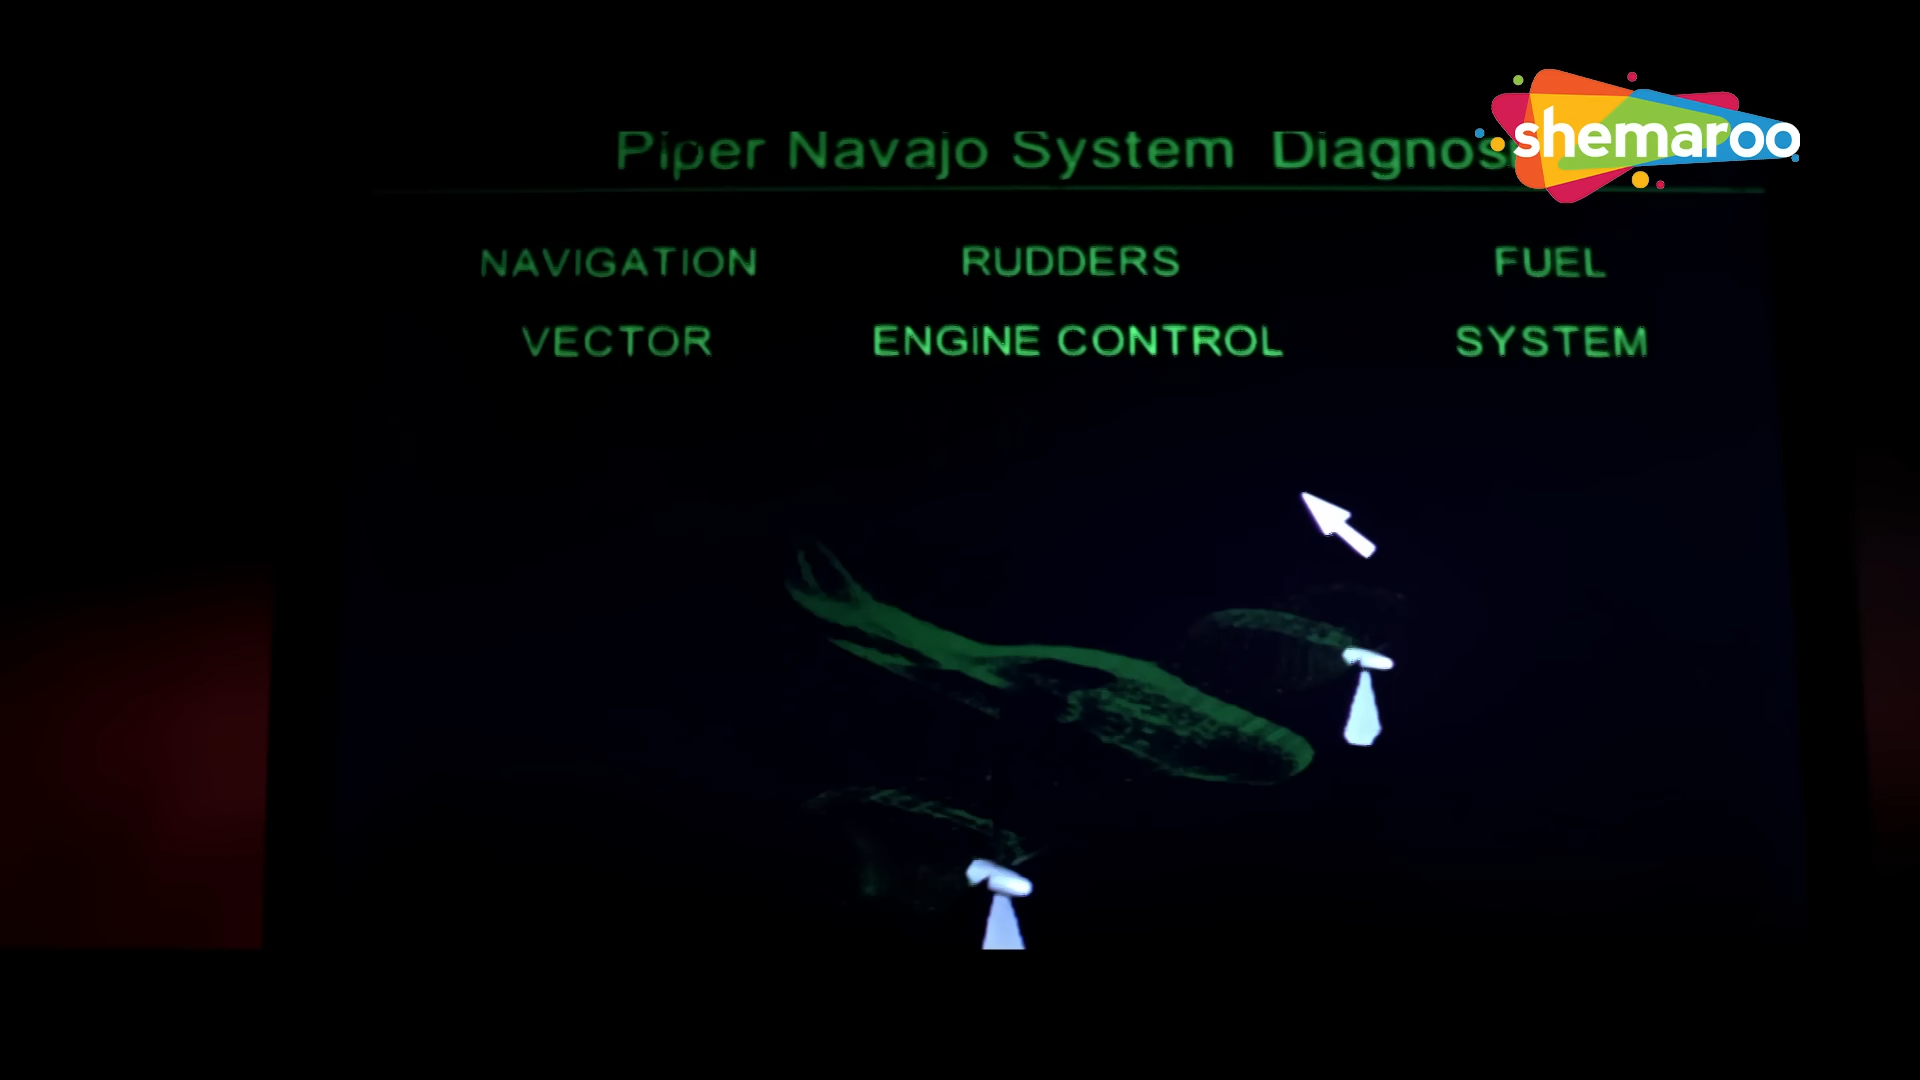 shemaroo
Piper Navajo System Diagnos
NAVIGATION RUDDERS FUEL
VECTOR ENGINE CONTROL SYSTEM